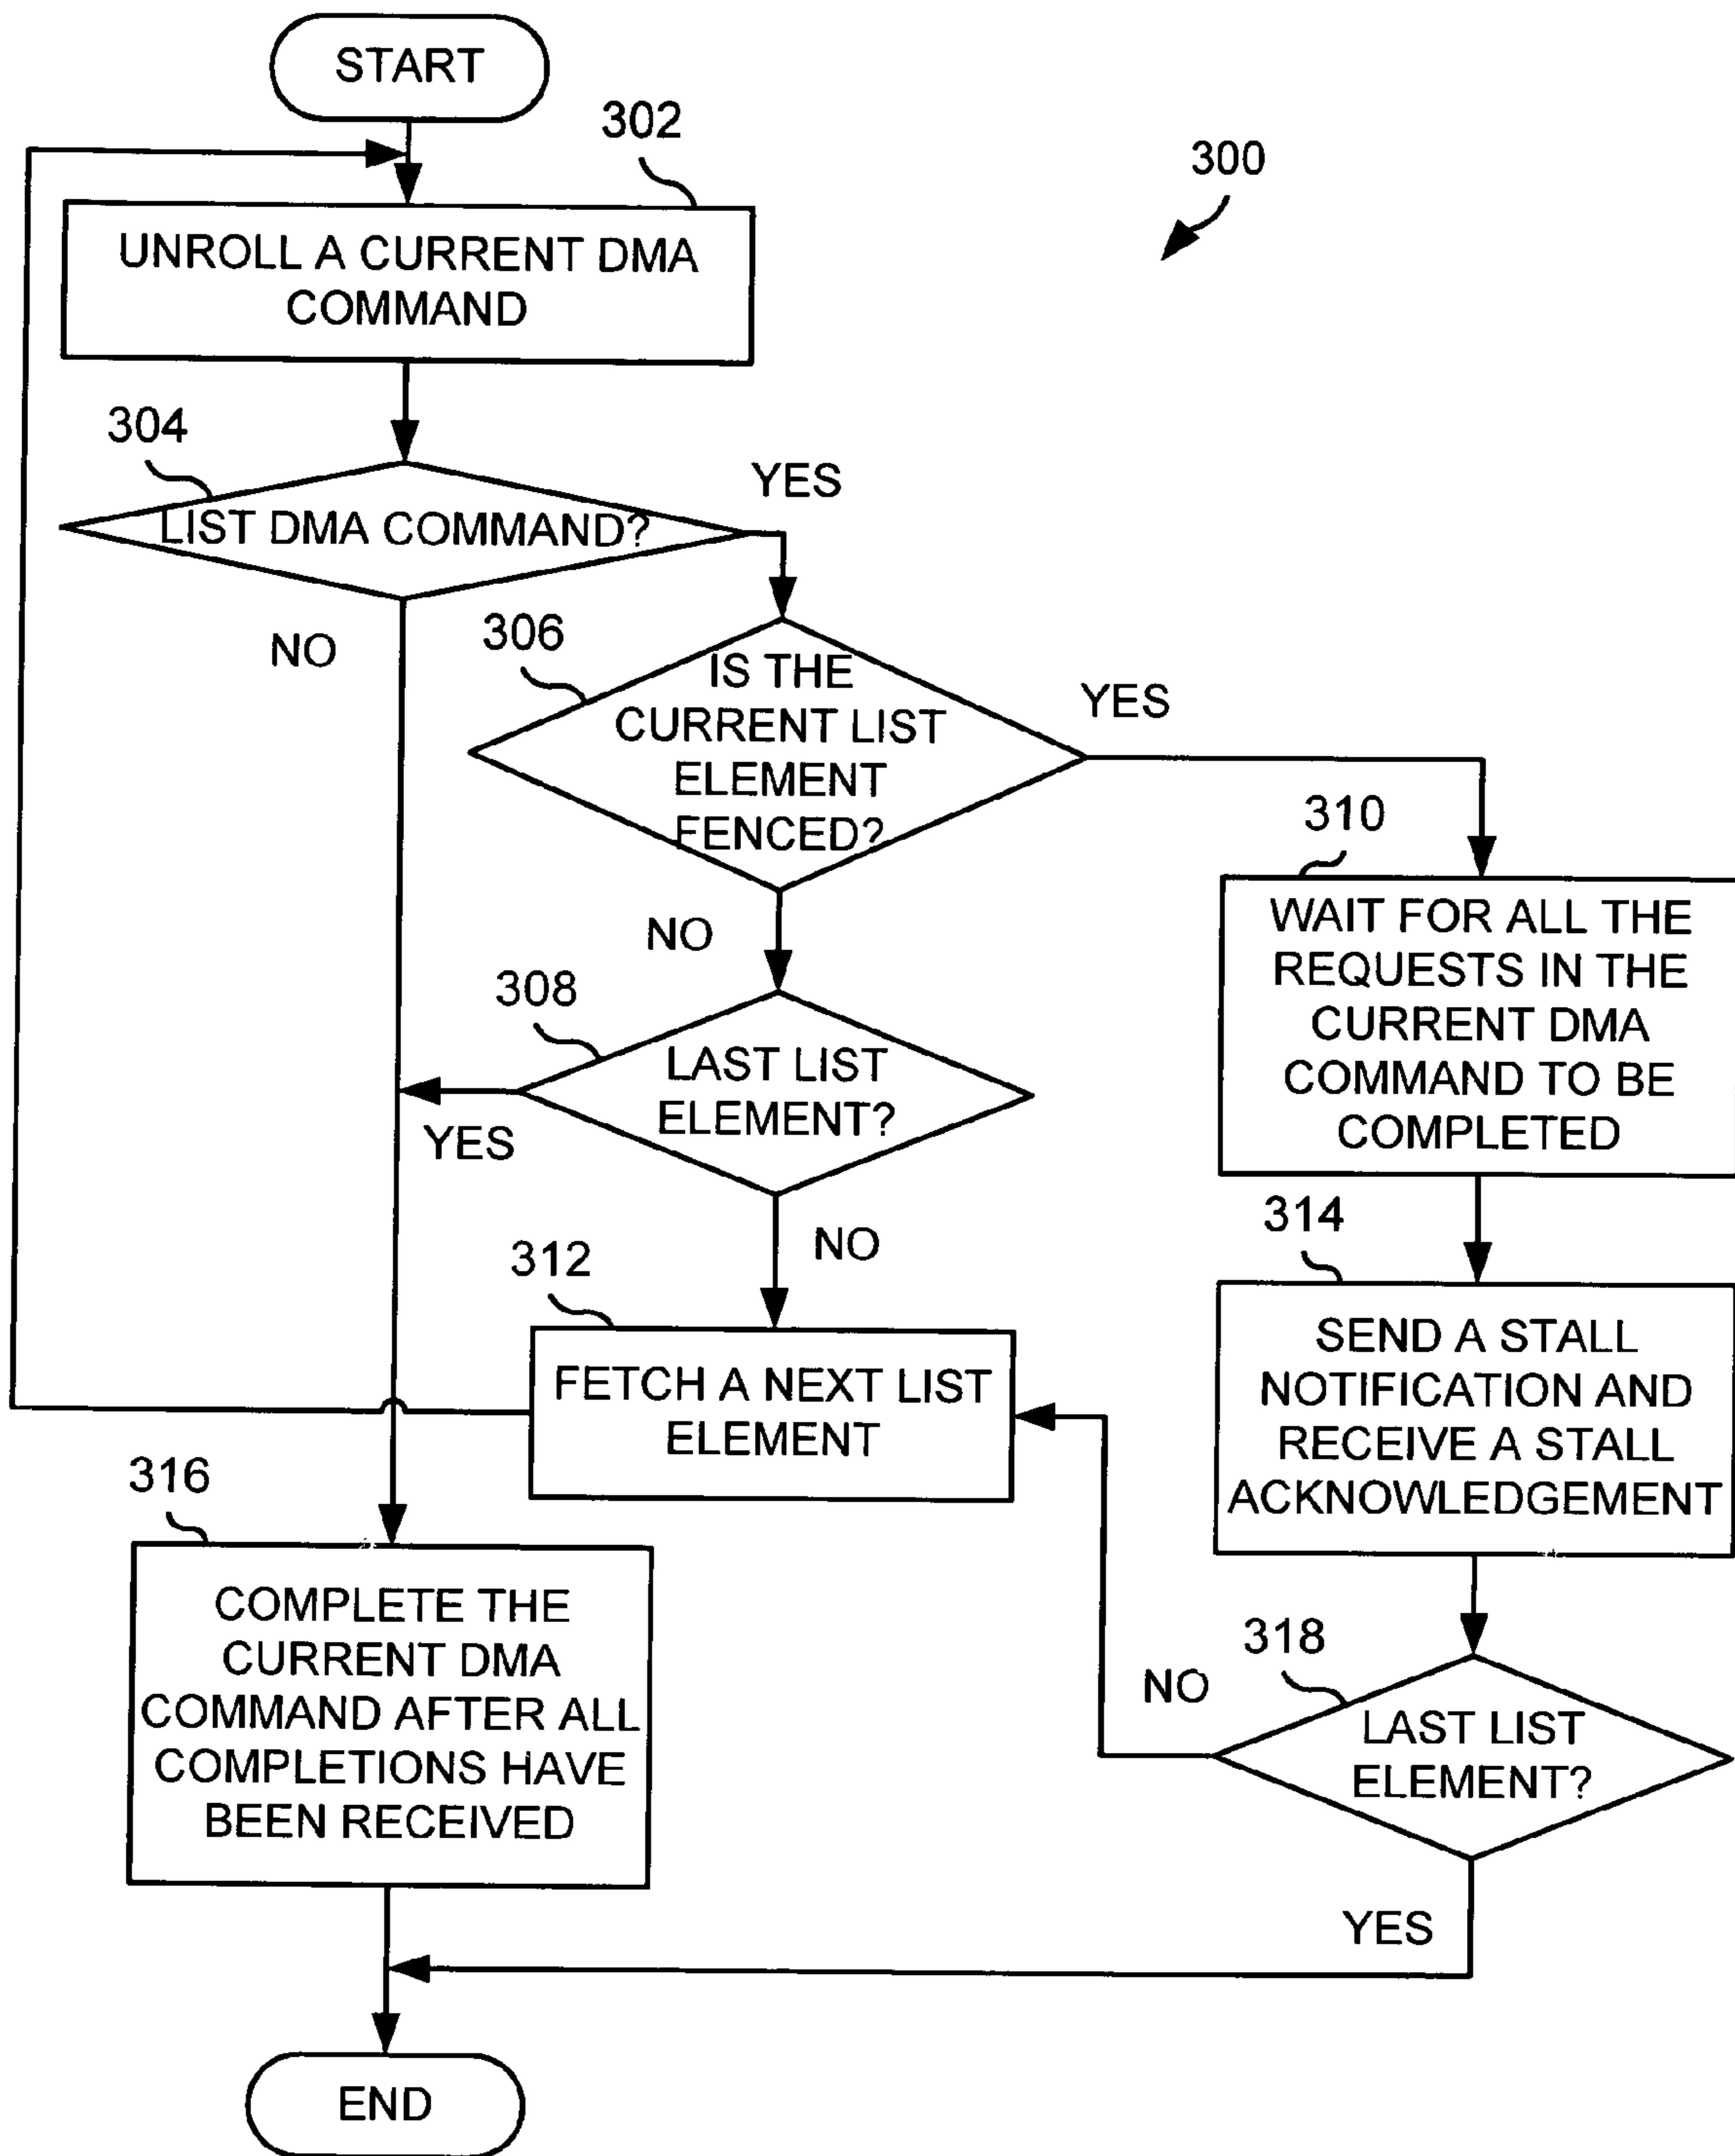 START
302
300
UNROLL A CURRENT DMA
COMMAND
304
YES
LIST DMA COMMAND?
NO
306
IS THE
CURRENT LIST
ELEMENT
FENCED?
YES
310
WAIT FOR ALL THE
REQUESTS IN THE
CURRENT DMA
COMMAND TO BE
COMPLETED
NO
308
LAST LIST
ELEMENT?
YES
NO
314
SEND A STALL
NOTIFICATION AND
RECEIVE A STALL
ACKNOWLEDGEMENT
312
FETCH A NEXT LIST
ELEMENT
316
COMPLETE THE
CURRENT DMA
COMMAND AFTER ALL
COMPLETIONS HAVE
BEEN RECEIVED
318
NO
LAST LIST
ELEMENT?
YES
END